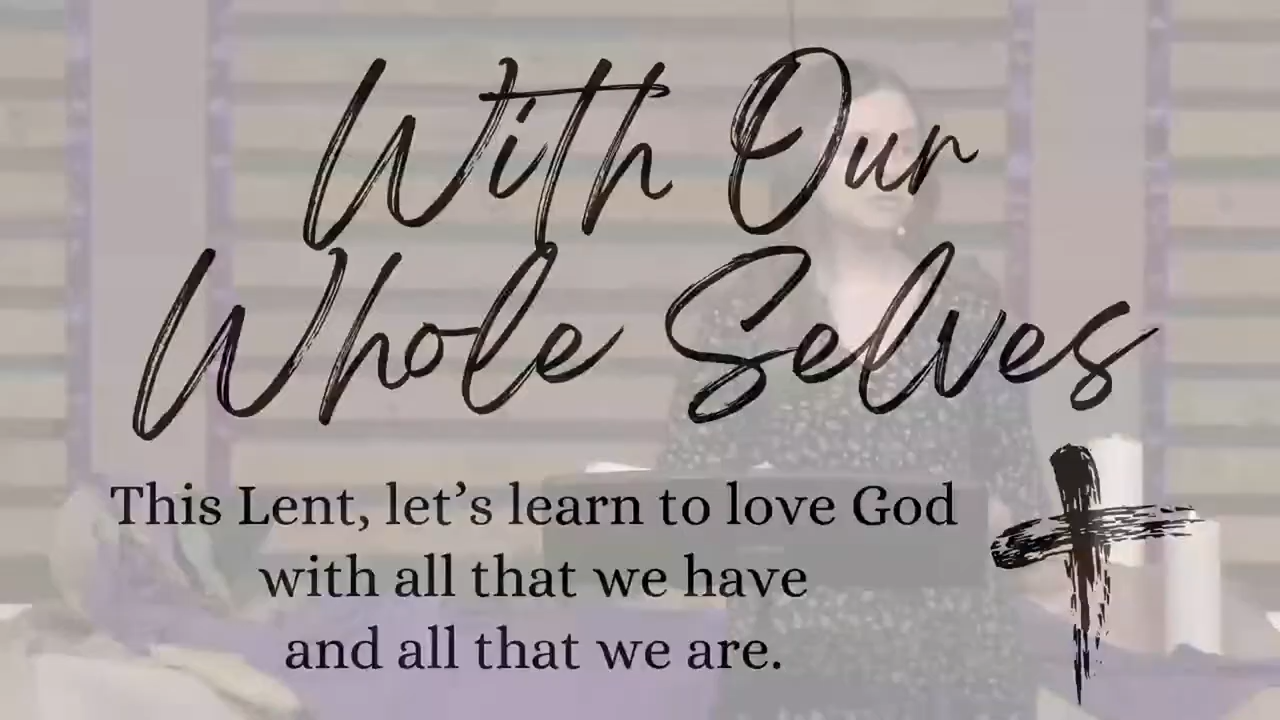 With Our
Whole Selves
This Lent, let’s learn to love God
with all that we have
and all that we are.